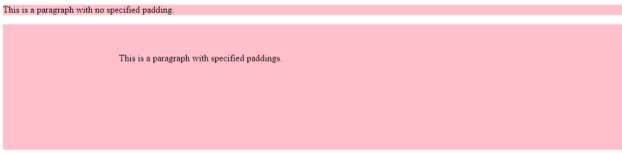 This is a paragraph with no specified padding.
This is a paragraph with specified paddings.